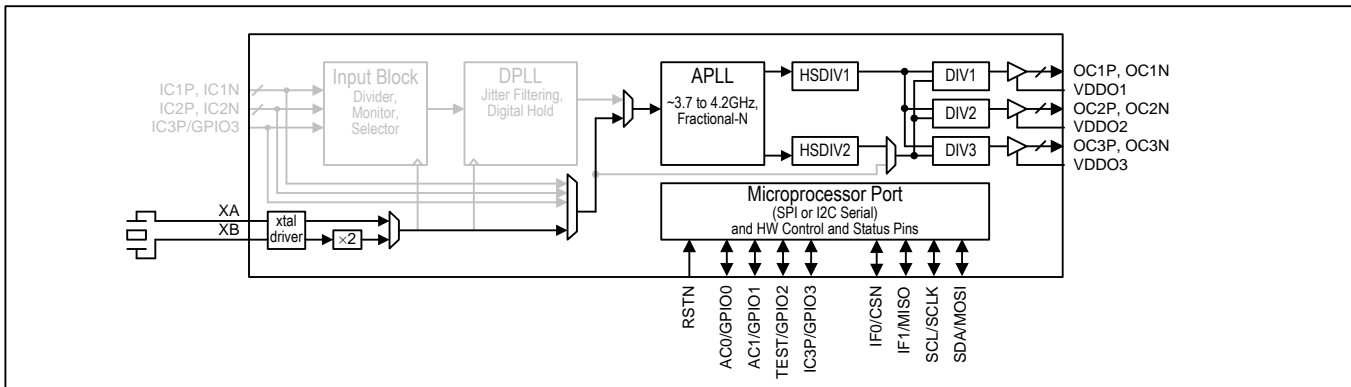 IC1P, IC1N
IC2P, IC2N
IC3P/GPIO3
Input Block
Divider,
Monitor,
Selector
DPLL
Jitter Filtering,
Digital Hold
APLL
~3.7 to 4.2GHz,
Fractional-N
HSDIV1
HSDIV2
DIV1
DIV2
DIV3
OC1P, OC1N
VDDO1
OC2P, OC2N
VDDO2
OC3P, OC3N
VDDO3
XA
XB
xtal
driver
×2
Microprocessor Port
(SPI or I2C Serial)
and HW Control and Status Pins
RSTN
AC0/GPIO0
AC1/GPIO1
TEST/GPIO2
IC3P/GPIO3
IF0/CSN
IF1/MISO
SCL/SCLK
SDA/MOSI